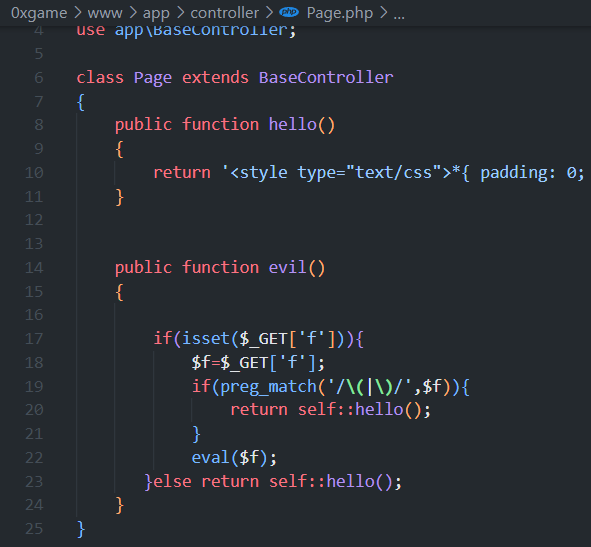 0xgame > www > app > controller > Page.php > ...
4 use app\BaseController;
5
6 class Page extends BaseController
7 {
8 public function hello()
9 {
10 return '<style type="text/css">*{ padding: 0;
11 }
12
13
14 public function evil()
15 {
16
17 if(isset($_GET['f'])){
18 $f=$_GET['f'];
19 if(preg_match('/\(|\)/',$f)){
20 return self::hello();
21 }
22 eval($f);
23 }else return self::hello();
24 }
25 }